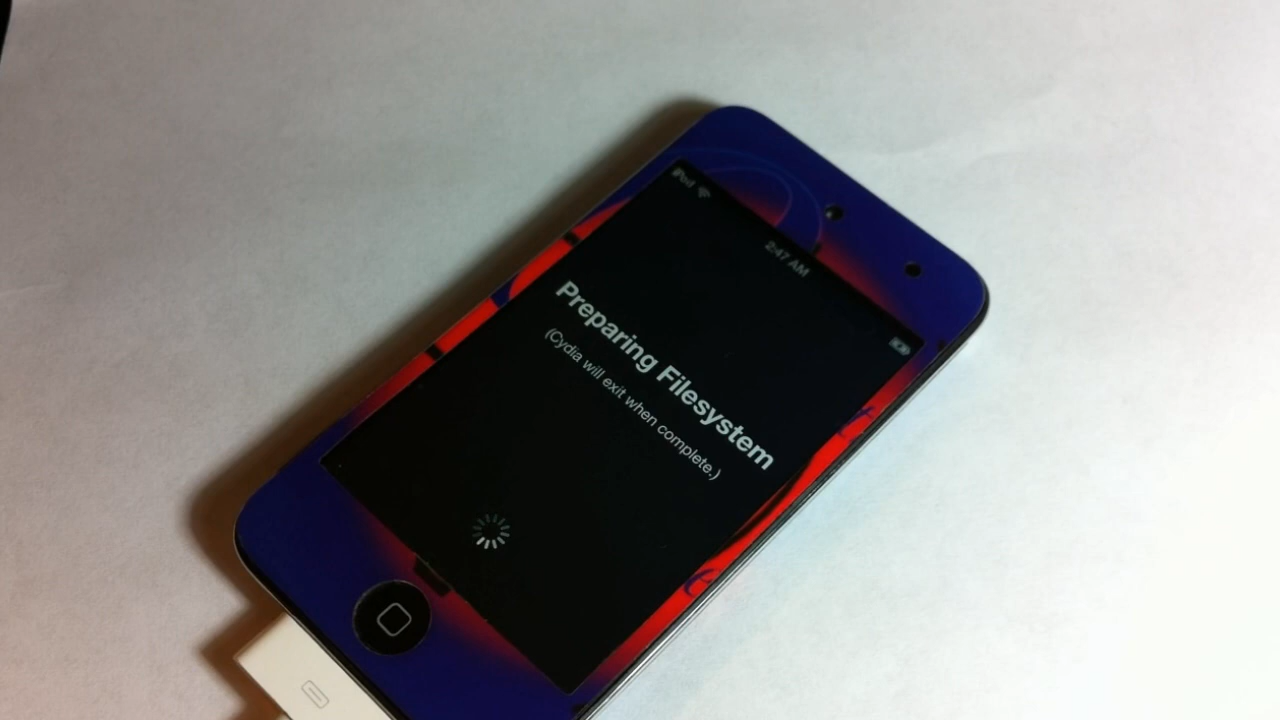 iPod
2:47 AM
Preparing Filesystem
(Cydia will exit when complete.)